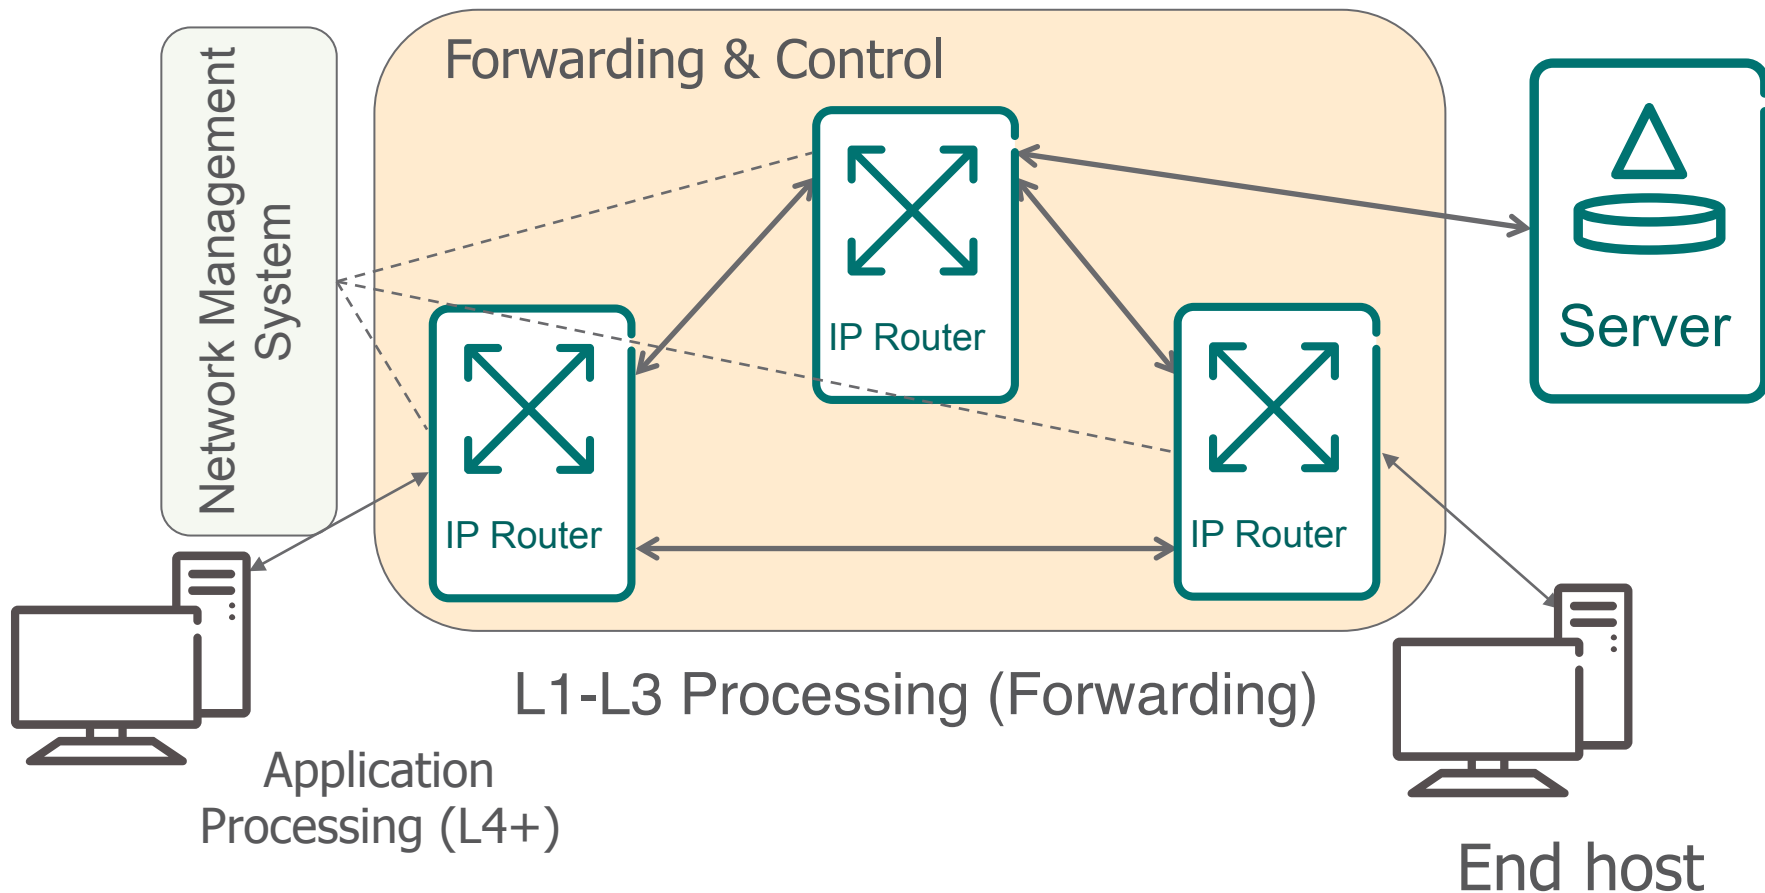 Network Management
System
Forwarding & Control
IP Router
IP Router
IP Router
Server
L1-L3 Processing (Forwarding)
Application
Processing (L4+)
End host